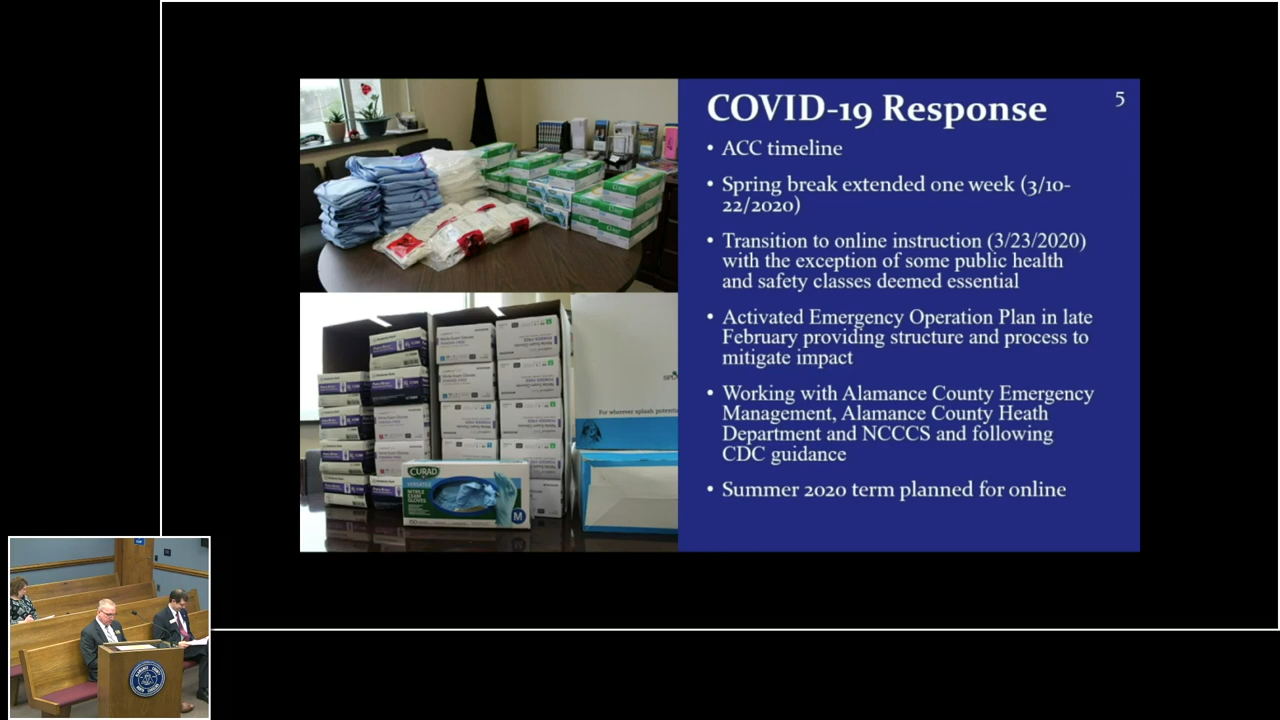 COVID-19 Response
5
• ACC timeline
• Spring break extended one week (3/10-
22/2020)
• Transition to online instruction (3/23/2020)
with the exception of some public health
and safety classes deemed essential
• Activated Emergency Operation Plan in late
February providing structure and process to
mitigate impact
• Working with Alamance County Emergency
Management, Alamance County Heath
Department and NCCCS and following
CDC guidance
• Summer 2020 term planned for online
For wherever splash potenti
CURAD
VERSATILE
NITRILE
EXAM
GLOVES
M